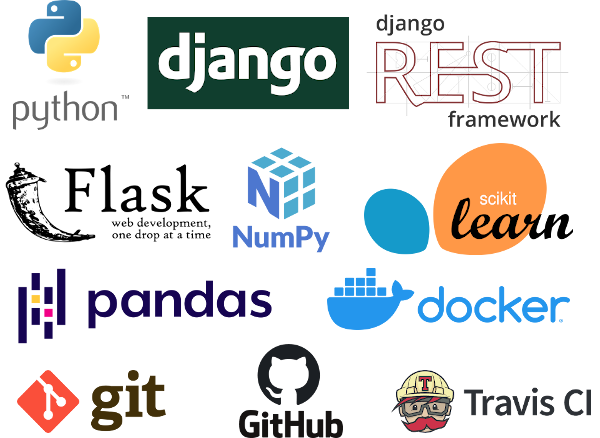 python™
django
django
REST
framework
Flask
web development,
one drop at a time
NumPy
scikit
learn
pandas
docker
git
GitHub
T
Travis CI